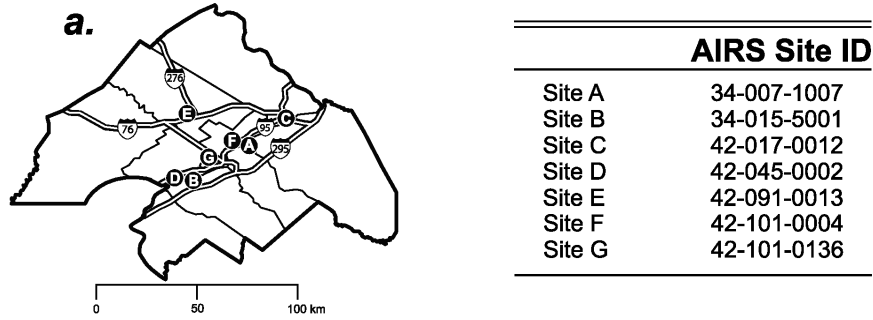 a.
276
E
C
76
95
F
A
G
295
D
B
0 50 100 km
AIRS Site ID
Site A 34-007-1007
Site B 34-015-5001
Site C 42-017-0012
Site D 42-045-0002
Site E 42-091-0013
Site F 42-101-0004
Site G 42-101-0136